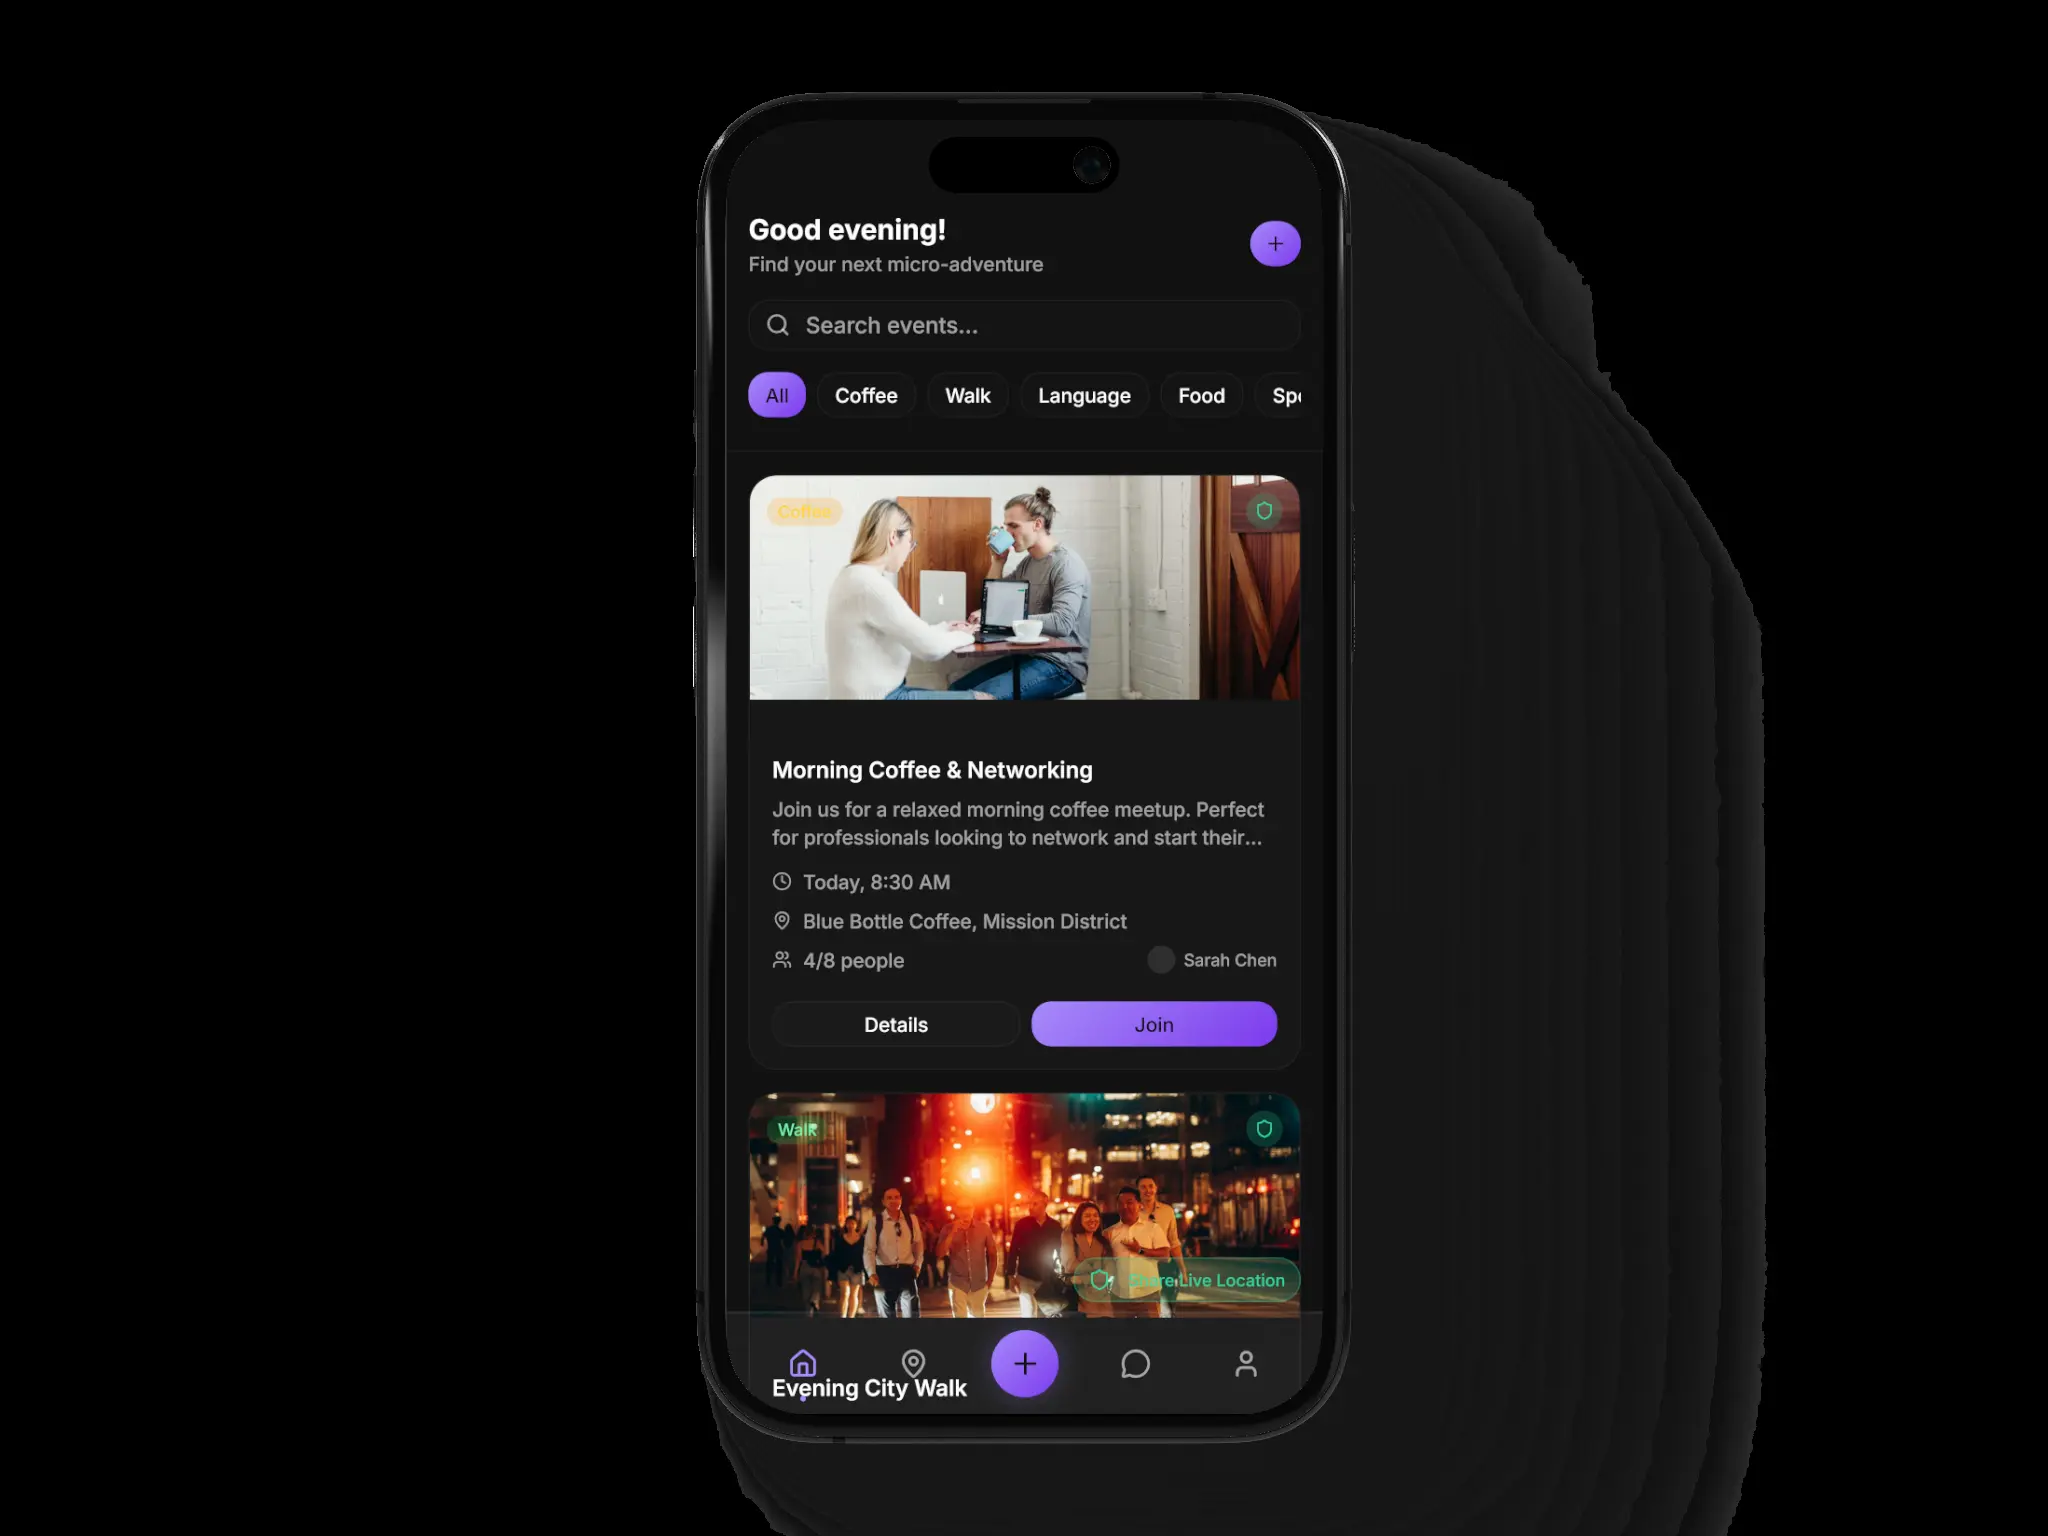 Good evening!
Find your next micro-adventure
Search events...
All
Coffee
Walk
Language
Food
Spo
Coffee
Morning Coffee & Networking
Join us for a relaxed morning coffee meetup. Perfect
for professionals looking to network and start their...
Today, 8:30 AM
Blue Bottle Coffee, Mission District
4/8 people
Sarah Chen
Details
Join
Walk
Share Live Location
Evening City Walk